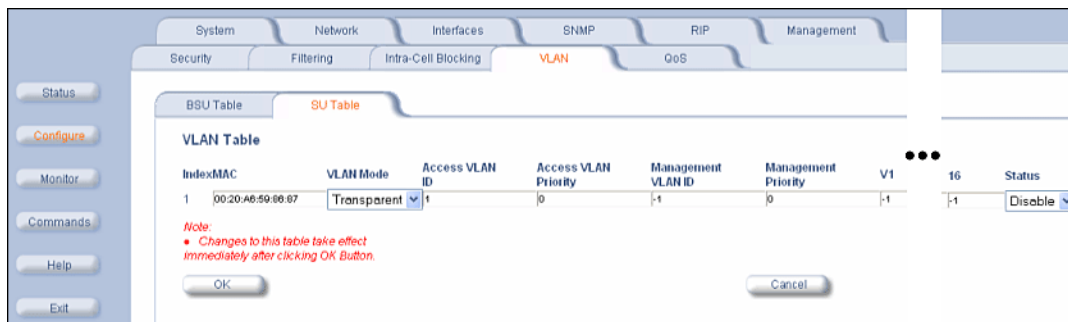 System Network Interfaces SNMP RIP Management
Security Filtering Intra-Cell Blocking VLAN QoS
Status
BSU Table SU Table
Configure
VLAN Table
Monitor
Index MAC VLAN Mode Access VLAN ID Access VLAN Priority Management VLAN ID Management Priority V1 ••• 16 Status
1 00:20:A6:59:86:87 Transparent 1 0 -1 0 -1 -1 Disable
Commands
Note:
• Changes to this table take effect
immediately after clicking OK Button.
Help
OK Cancel
Exit